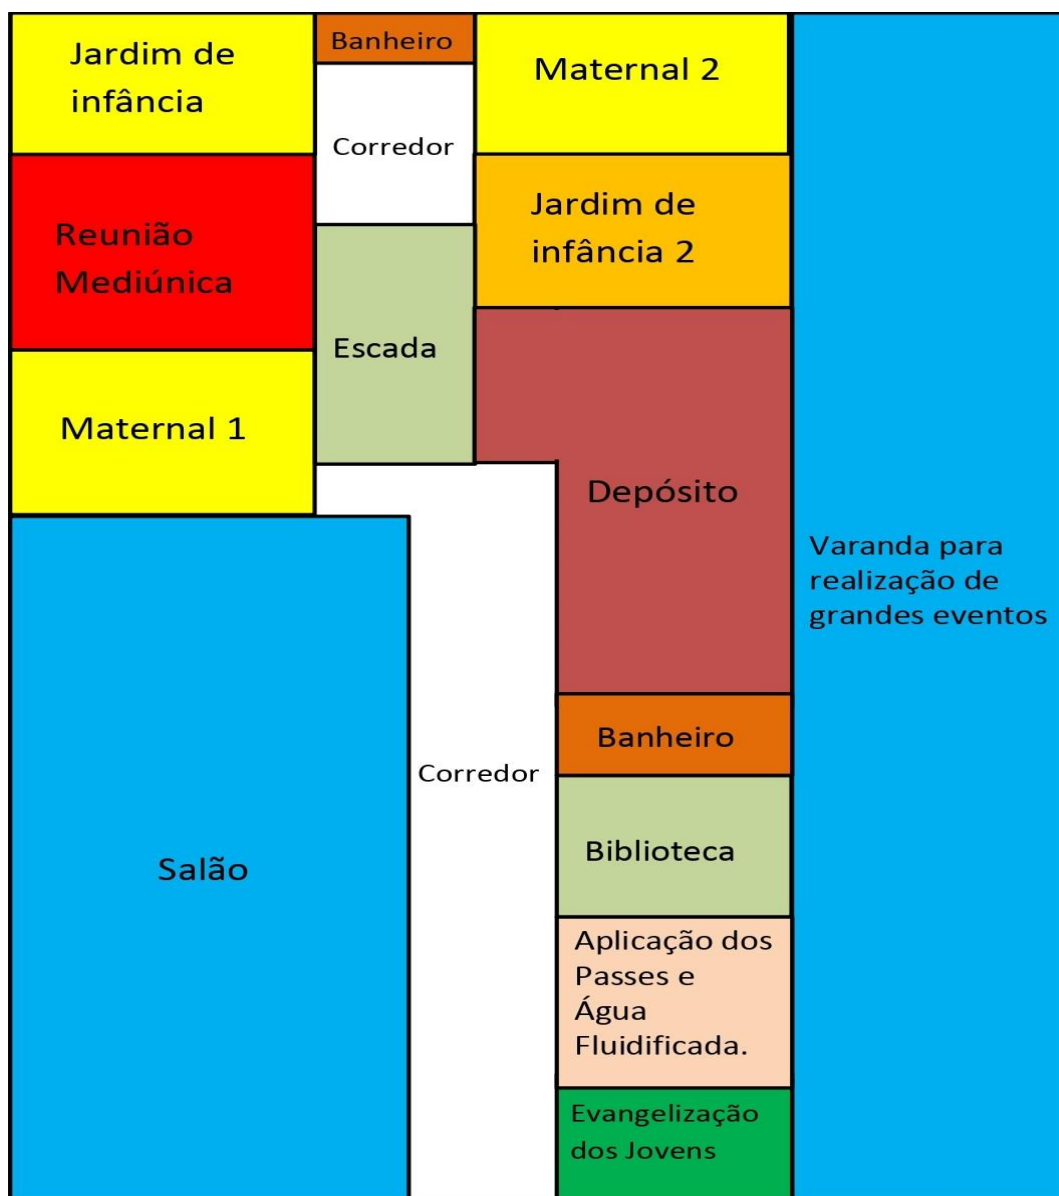 Jardim de
infância
Banheiro
Maternal 2
Corredor
Jardim de
infância 2
Reunião
Mediúnica
Escada
Maternal 1
Depósito
Varanda para
realização de
grandes eventos
Banheiro
Corredor
Salão
Biblioteca
Aplicação dos
Passes e
Água
Fluidificada.
Evangelização
dos Jovens